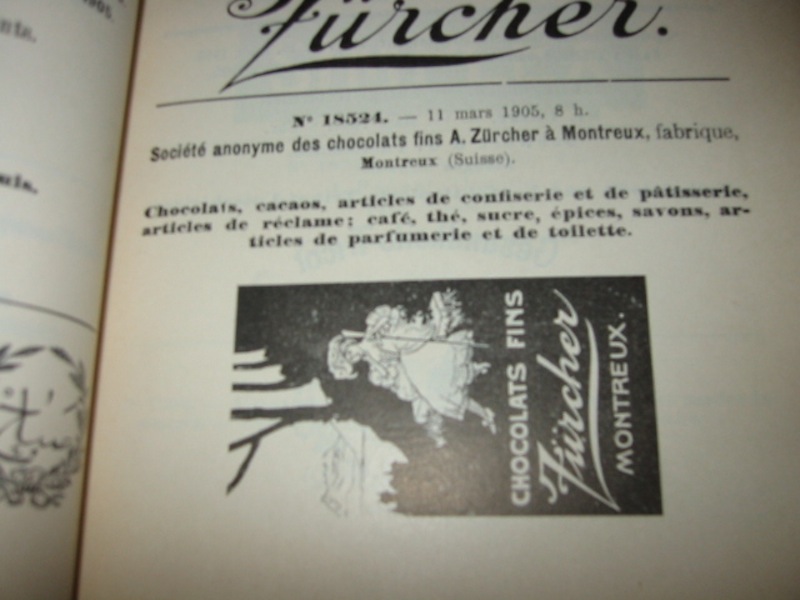 Zürcher.
Nº 18524. — 11 mars 1905, 8 h.
Société anonyme des chocolats fins A. Zürcher à Montreux, fabrique,
Montreux (Suisse).
Chocolats, cacaos, articles de confiserie et de pâtisserie,
articles de réclame; café, thé, sucre, épices, savons, ar-
ticles de parfumerie et de toilette.
CHOCOLATS FINS
Zürcher
MONTREUX.